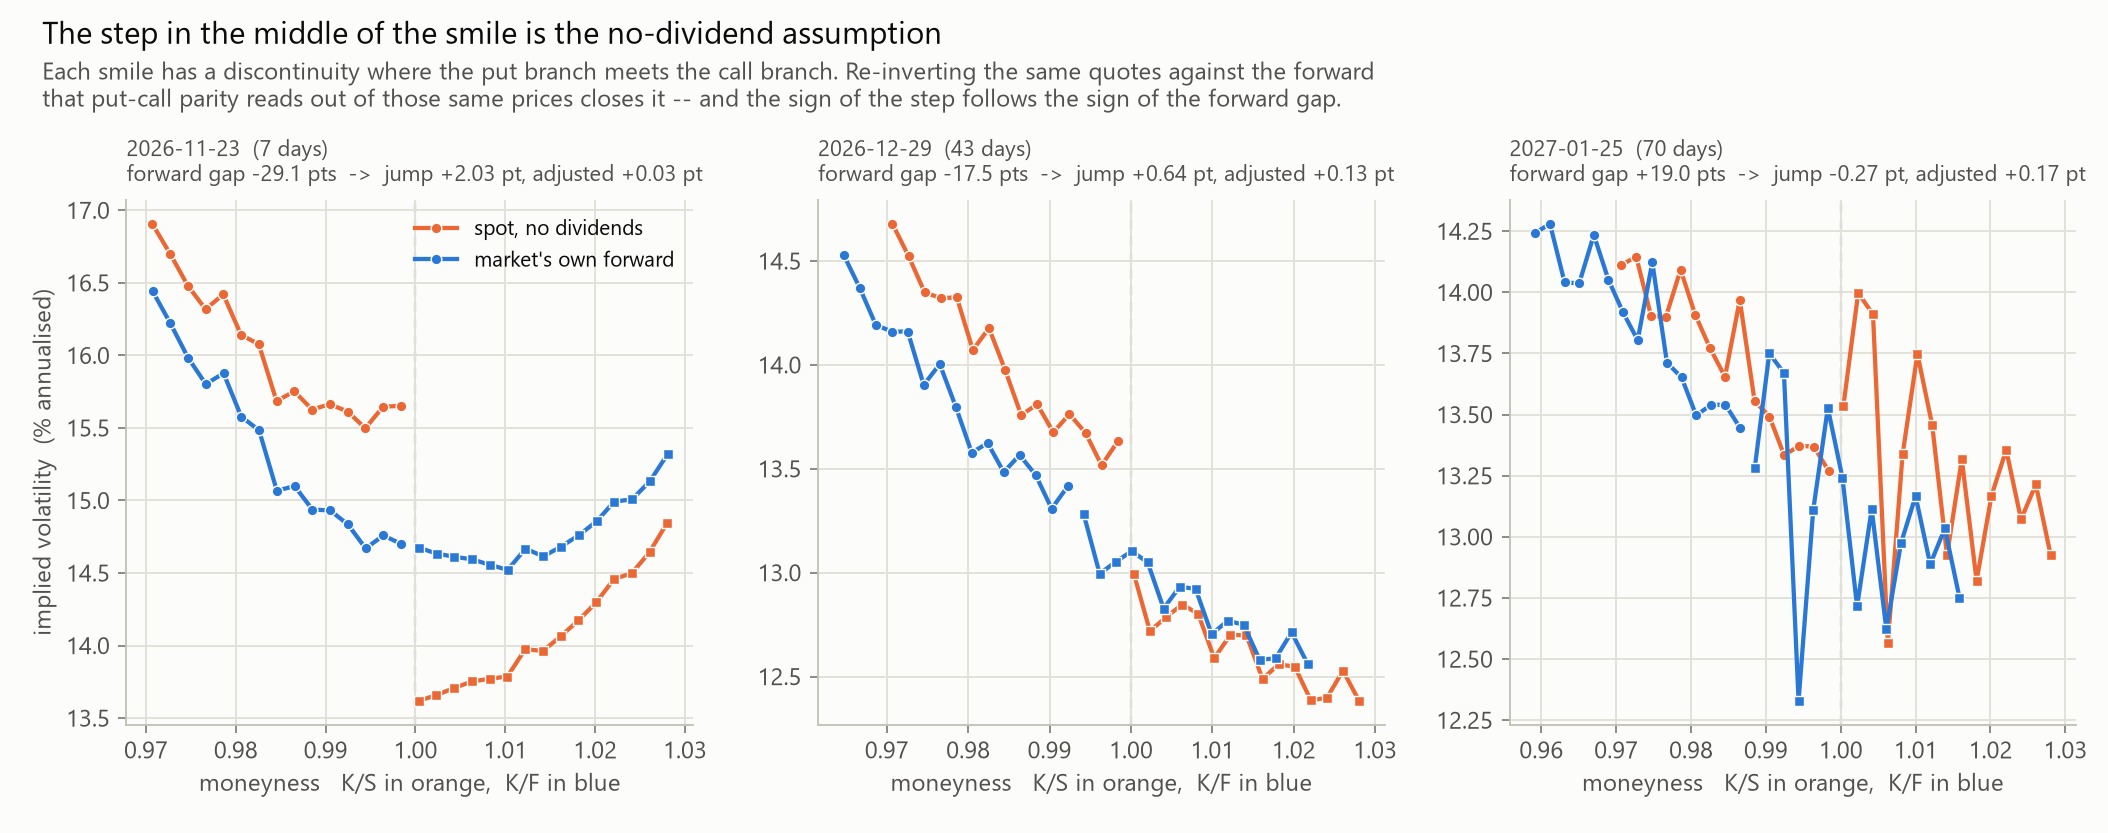 The step in the middle of the smile is the no-dividend assumption
Each smile has a discontinuity where the put branch meets the call branch. Re-inverting the same quotes against the forward
that put-call parity reads out of those same prices closes it -- and the sign of the step follows the sign of the forward gap.
2026-11-23  (7 days)
forward gap -29.1 pts  ->  jump +2.03 pt, adjusted +0.03 pt
spot, no dividends
market's own forward
17.0
16.5
16.0
15.5
15.0
14.5
14.0
13.5
implied volatility  (% annualised)
0.97 0.98 0.99 1.00 1.01 1.02 1.03
moneyness   K/S in orange,  K/F in blue
2026-12-29  (43 days)
forward gap -17.5 pts  ->  jump +0.64 pt, adjusted +0.13 pt
14.5
14.0
13.5
13.0
12.5
0.97 0.98 0.99 1.00 1.01 1.02 1.03
moneyness   K/S in orange,  K/F in blue
2027-01-25  (70 days)
forward gap +19.0 pts  ->  jump -0.27 pt, adjusted +0.17 pt
14.25
14.00
13.75
13.50
13.25
13.00
12.75
12.50
12.25
0.96 0.97 0.98 0.99 1.00 1.01 1.02 1.03
moneyness   K/S in orange,  K/F in blue